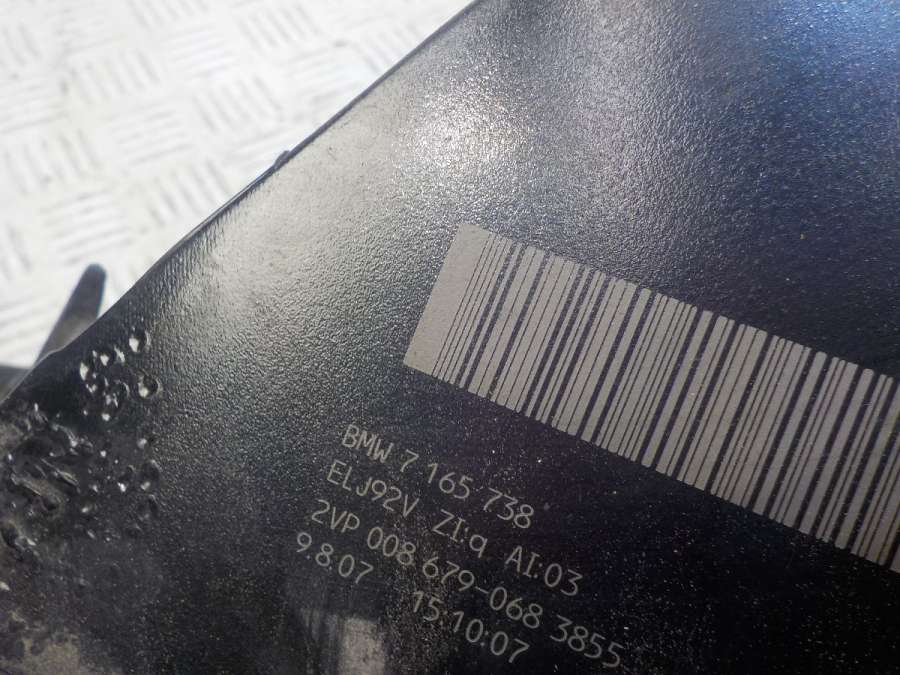 BMW 7 165 738
ELJ92V ZI:q AI:03
2VP 008 679-068 3855
9.8.07 15:10:07